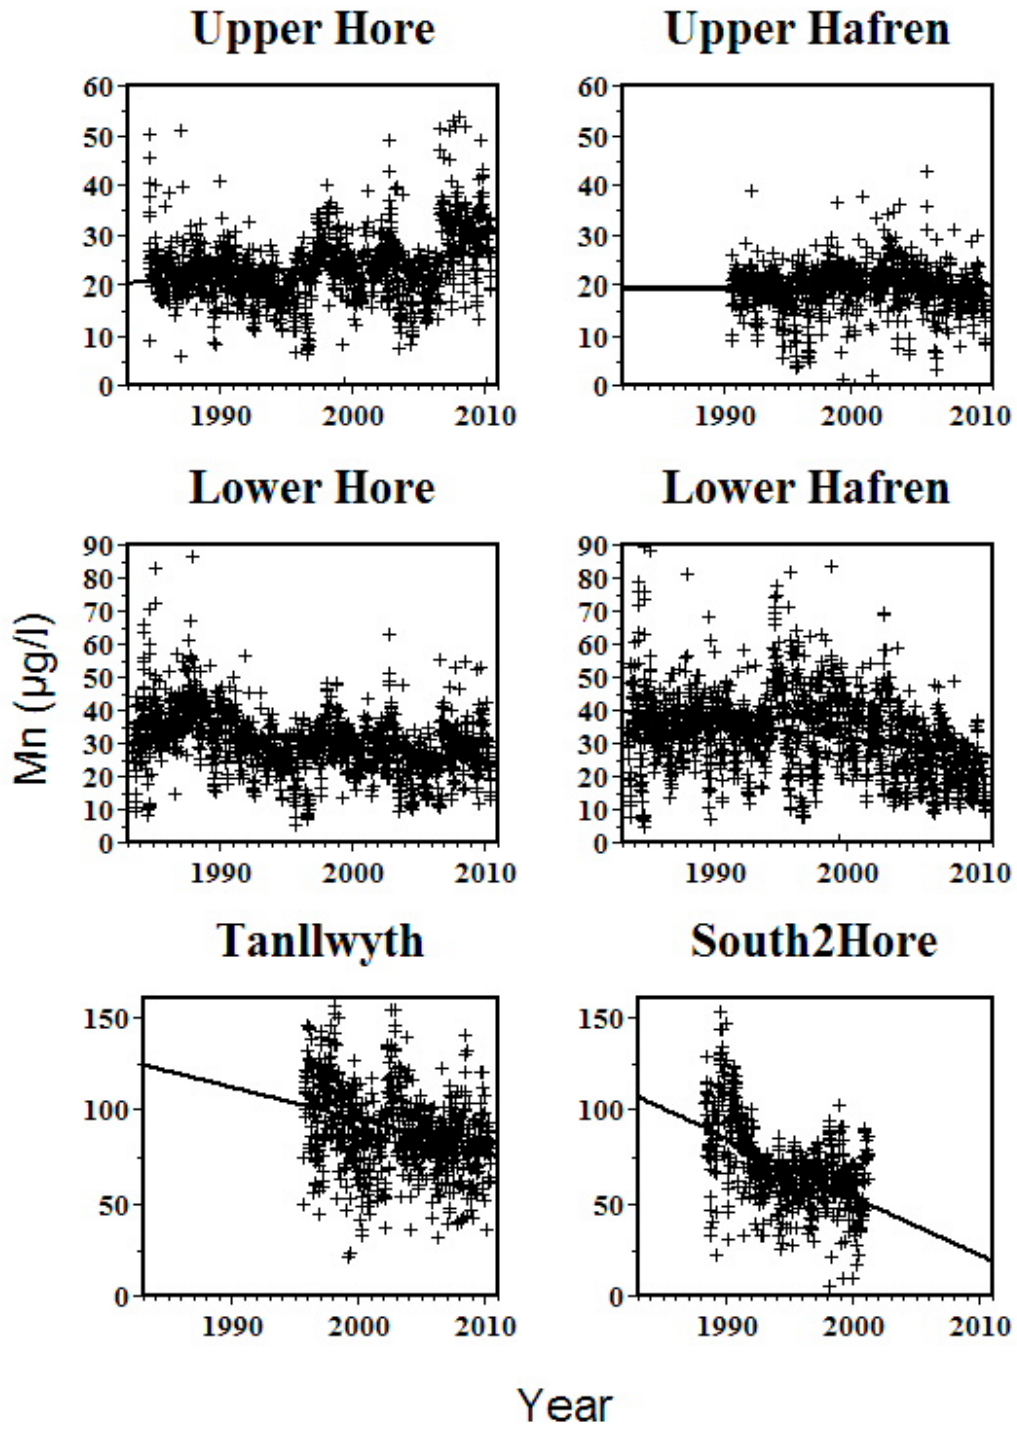 Upper Hore Upper Hafren
60 60
50 50
40 40
30 30
20 20
10 10
0 0
1990 2000 2010 1990 2000 2010
Lower Hore Lower Hafren
90 90
80 80
70 70
60 60
50 50
40 40
30 30
20 20
10 10
0 0
1990 2000 2010 1990 2000 2010
Mn (μg/l)
Tanllwyth South2Hore
150 150
100 100
50 50
0 0
1990 2000 2010 1990 2000 2010
Year